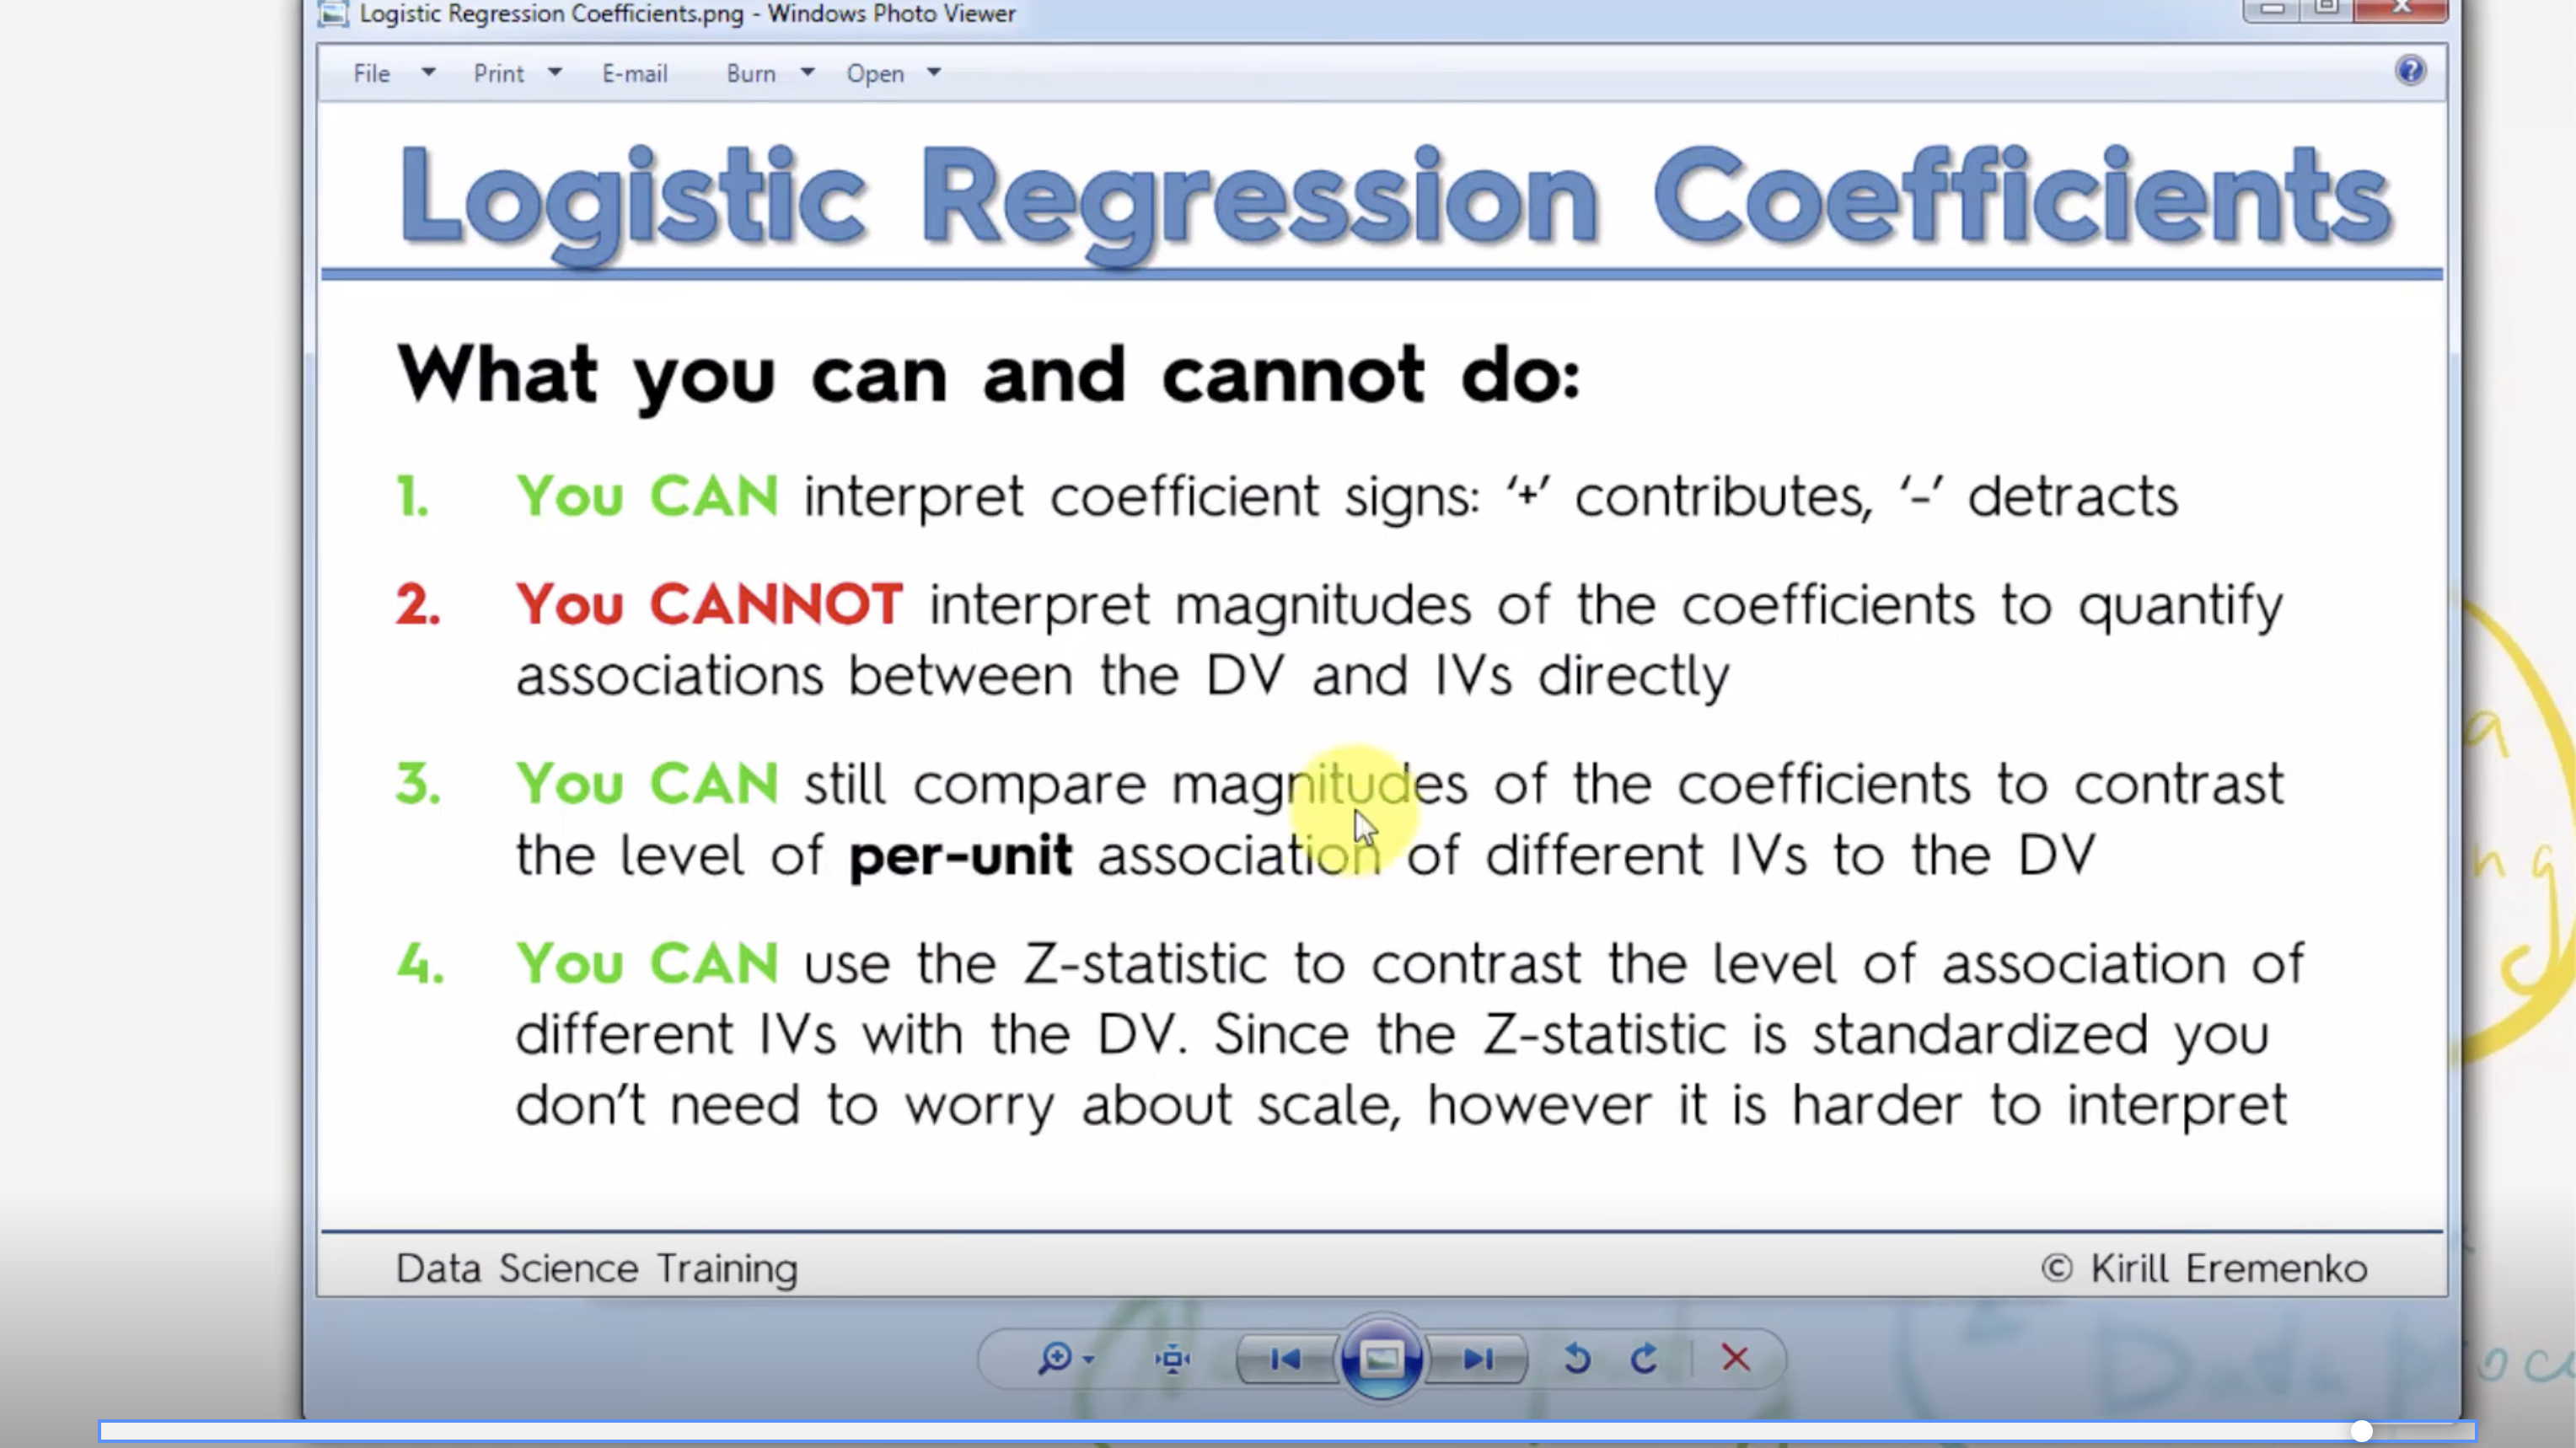 Logistic Regression Coefficients.png - Windows Photo Viewer
File Print E-mail Burn Open
Logistic Regression Coefficients
What you can and cannot do:
1. You CAN interpret coefficient signs: ‘+’ contributes, ‘-’ detracts
2. You CANNOT interpret magnitudes of the coefficients to quantify
associations between the DV and IVs directly
3. You CAN still compare magnitudes of the coefficients to contrast
the level of per-unit association of different IVs to the DV
4. You CAN use the Z-statistic to contrast the level of association of
different IVs with the DV. Since the Z-statistic is standardized you
don’t need to worry about scale, however it is harder to interpret
Data Science Training © Kirill Eremenko